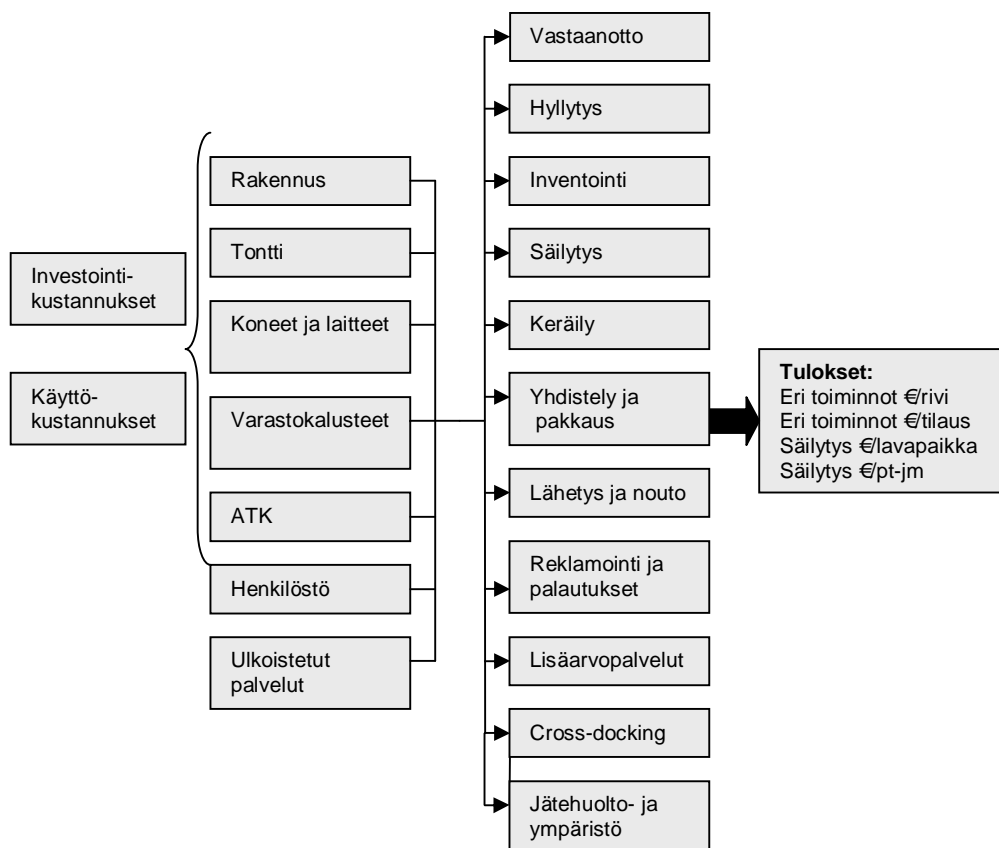 Investointi-
kustannukset
Käyttö-
kustannukset
Rakennus
Tontti
Koneet ja laitteet
Varastokalusteet
ATK
Henkilöstö
Ulkoistetut
palvelut
Vastaanotto
Hyllytys
Inventointi
Säilytys
Keräily
Yhdistely ja
pakkaus
Lähetys ja nouto
Reklamointi ja
palautukset
Lisäarvopalvelut
Cross-docking
Jätehuolto- ja
ympäristö
Tulokset:
Eri toiminnot €/rivi
Eri toiminnot €/tilaus
Säilytys €/lavapaikka
Säilytys €/pt-jm